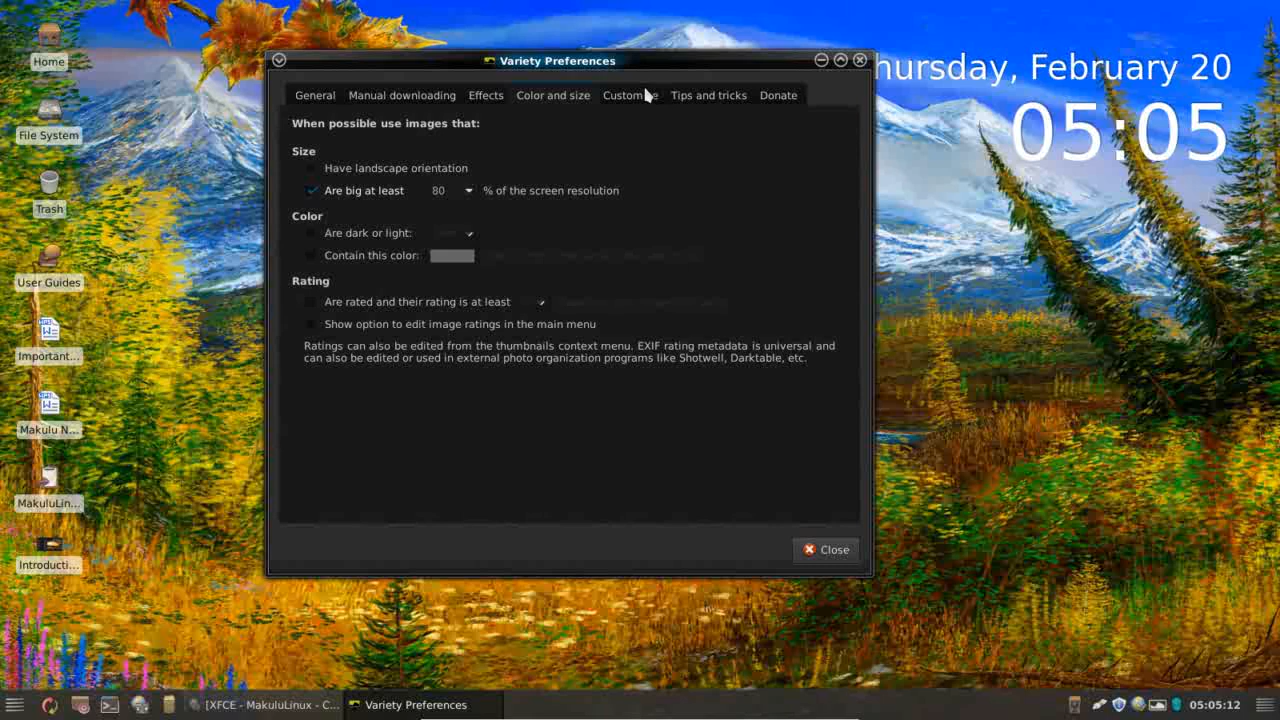 Home
File System
Trash
User Guides
Important...
Makulu N...
MakuluLin...
Introducti...
hursday, February 20
05:05
Variety Preferences
General Manual downloading Effects Color and size Custom Tips and tricks Donate
When possible use images that:
Size
Have landscape orientation
Are big at least 80 % of the screen resolution
Color
Are dark or light:
Contain this color:
Rating
Are rated and their rating is at least
Show option to edit image ratings in the main menu
Ratings can also be edited from the thumbnails context menu. EXIF rating metadata is universal and
can also be edited or used in external photo organization programs like Shotwell, Darktable, etc.
Close
[XFCE - MakuluLinux - C... Variety Preferences 05:05:12